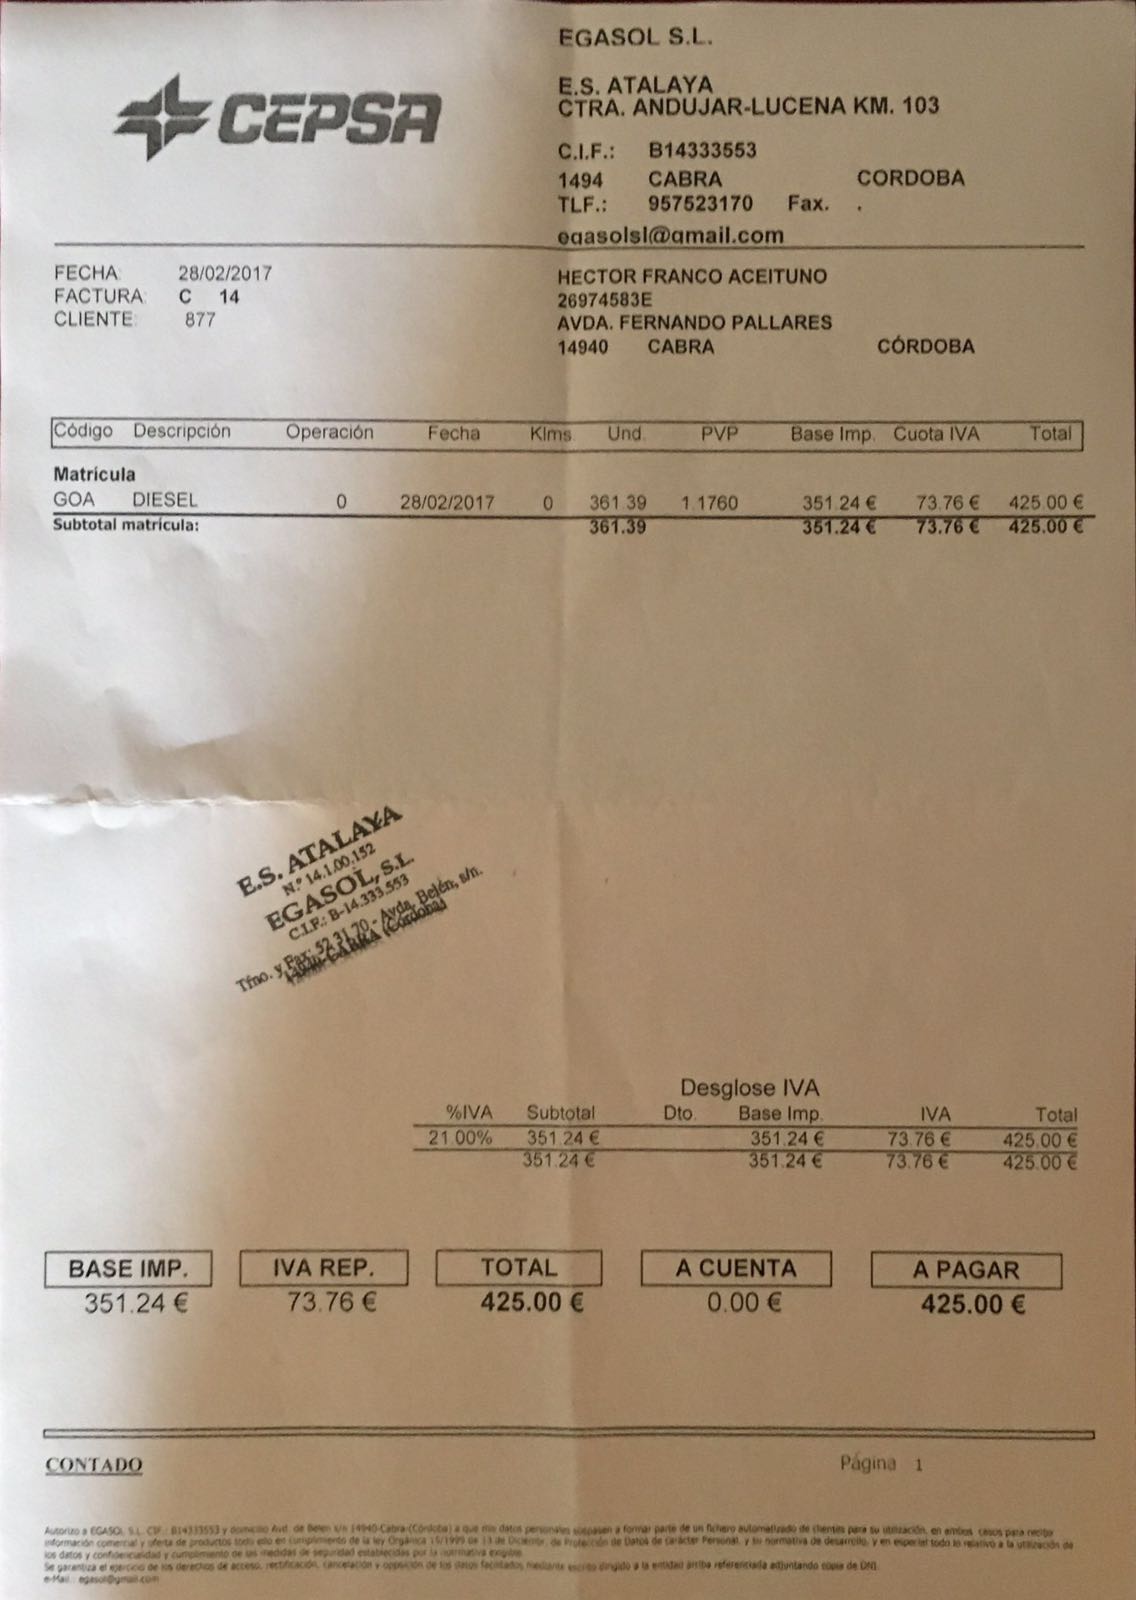 EGASOL S.L.
CEPSA
E.S. ATALAYA
CTRA. ANDUJAR-LUCENA KM. 103
C.I.F.: B14333553
1494 CABRA CORDOBA
TLF.: 957523170 Fax. .
egasolsl@gmail.com
FECHA: 28/02/2017
FACTURA: C 14
CLIENTE: 877
HECTOR FRANCO ACEITUNO
26974583E
AVDA. FERNANDO PALLARES
14940 CABRA CÓRDOBA
Código Descripción Operación Fecha Klms. Und. PVP Base Imp. Cuota IVA Total
Matrícula
GOA DIESEL 0 28/02/2017 0 361.39 1.1760 351.24 € 73.76 € 425.00 €
Subtotal matrícula: 361.39 351.24 € 73.76 € 425.00 €
E.S. ATALAYA
N.º 14.1.00.152
EGASOL, S.L.
C.I.F.: B-14.333.553
Tfno. y Fax: 52 31 70 - Avda. Belén, s/n.
14940-CABRA (Córdoba)
Desglose IVA
%IVA Subtotal Dto. Base Imp. IVA Total
21.00% 351.24 € 351.24 € 73.76 € 425.00 €
351.24 € 351.24 € 73.76 € 425.00 €
BASE IMP. IVA REP. TOTAL A CUENTA A PAGAR
351.24 € 73.76 € 425.00 € 0.00 € 425.00 €
CONTADO
Página 1
Autorizo a EGASOL S.L. CIF.: B14333553 y domicilio Avd. de Belen s/n 14940-Cabra-(Córdoba) a que mis datos personales pasen a formar parte de un fichero automatizado de clientes para su utilización, en ambos casos para recibir
información comercial y oferta de productos todo ello en cumplimiento de la ley Orgánica 15/1999 de 13 de Diciembre, de Protección de Datos de carácter Personal, y su normativa de desarrollo, y en especial todo lo relativo a la utilización de
los datos y confidencialidad y cumplimiento de las medidas de seguridad establecidas por la normativa exigible.
Se garantiza el ejercicio de los derechos de acceso, rectificación, cancelación y oposición de los datos facilitados mediante escrito dirigido a la entidad arriba referenciada adjuntando copia de DNI.
e-Mail.: egasol@gmail.com